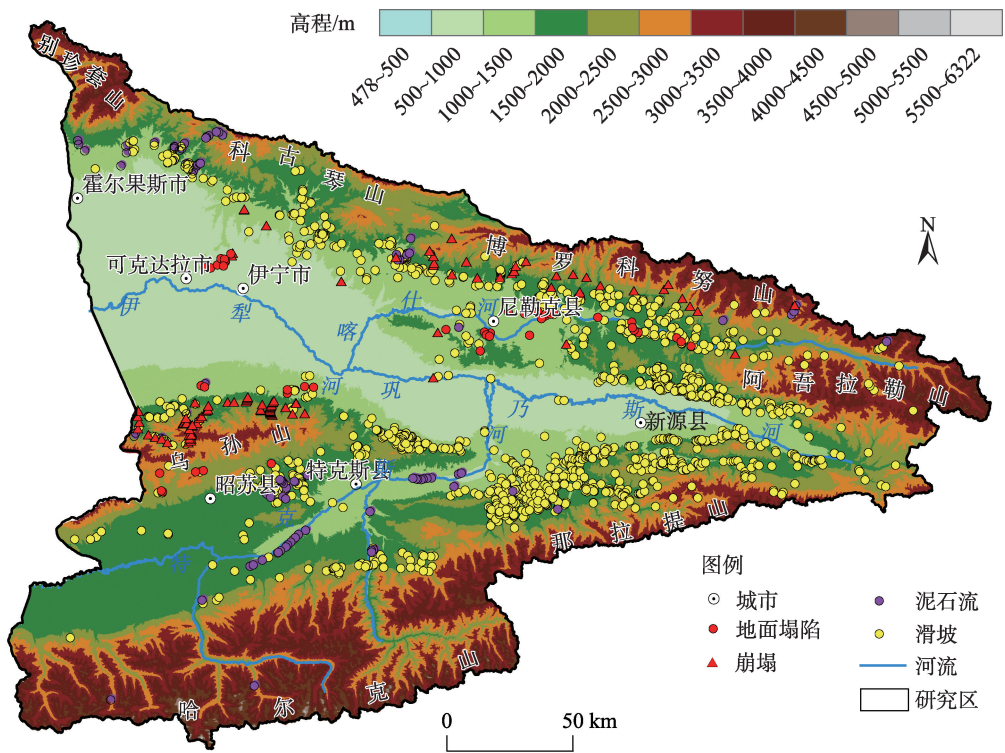 高程/m
478~500
500~1000
1000~1500
1500~2000
2000~2500
2500~3000
3000~3500
3500~4000
4000~4500
4500~5000
5000~5500
5500~6322
别珍套山
科古琴山
霍尔果斯市
N
博罗科努山
可克达拉市
伊宁市
伊犁河
喀什河
尼勒克县
阿吾拉勒山
巩乃斯河
新源县
乌孙山
特克斯县
昭苏县
特克斯河
那拉提山
哈尔克山
图例
城市
泥石流
地面塌陷
滑坡
崩塌
河流
研究区
0
50 km